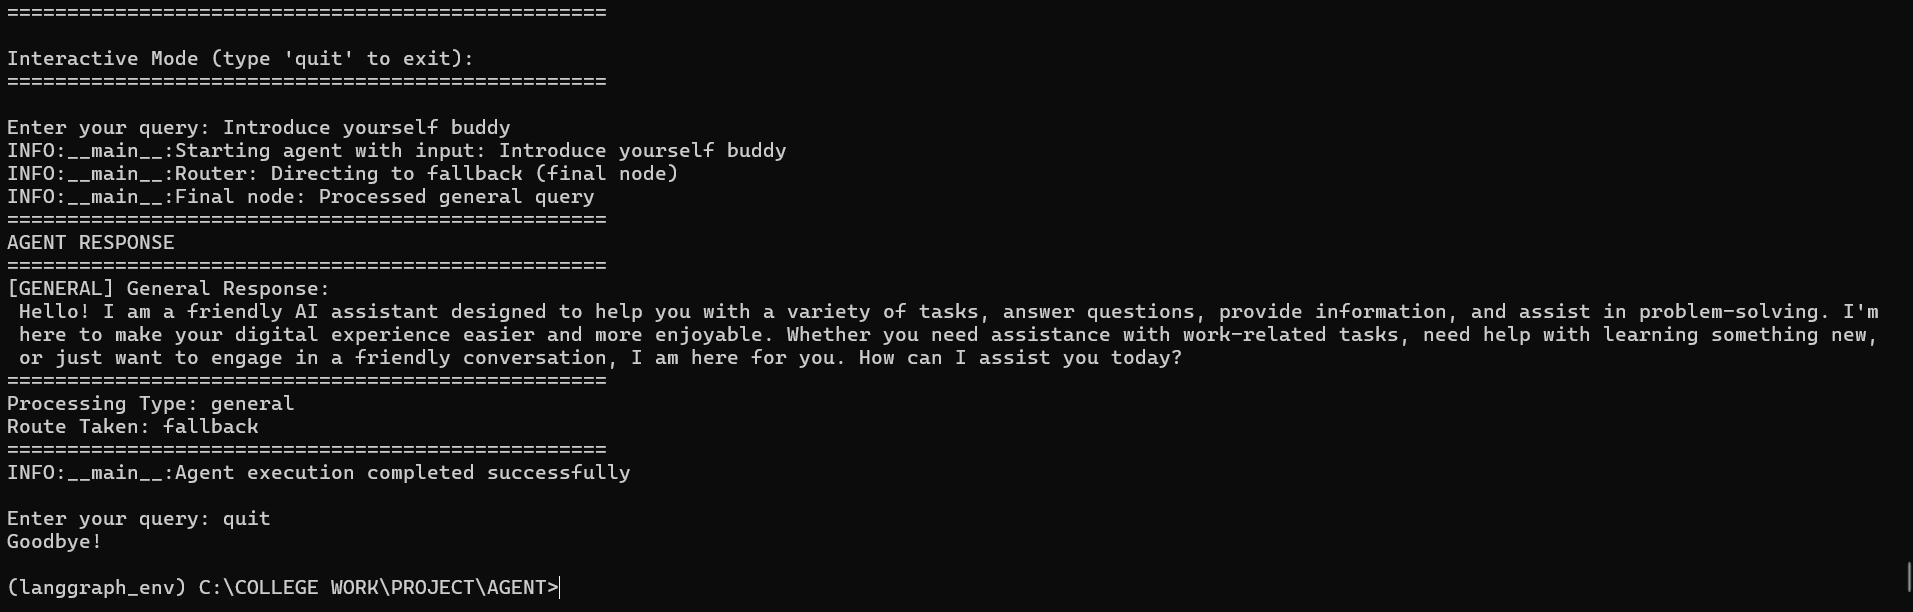 ==================================================
Interactive Mode (type 'quit' to exit):
==================================================
Enter your query: Introduce yourself buddy
INFO:__main__:Starting agent with input: Introduce yourself buddy
INFO:__main__:Router: Directing to fallback (final node)
INFO:__main__:Final node: Processed general query
==================================================
AGENT RESPONSE
==================================================
[GENERAL] General Response:
 Hello! I am a friendly AI assistant designed to help you with a variety of tasks, answer questions, provide information, and assist in problem-solving. I'm
 here to make your digital experience easier and more enjoyable. Whether you need assistance with work-related tasks, need help with learning something new,
 or just want to engage in a friendly conversation, I am here for you. How can I assist you today?
==================================================
Processing Type: general
Route Taken: fallback
==================================================
INFO:__main__:Agent execution completed successfully
Enter your query: quit
Goodbye!
(langgraph_env) C:\COLLEGE WORK\PROJECT\AGENT>